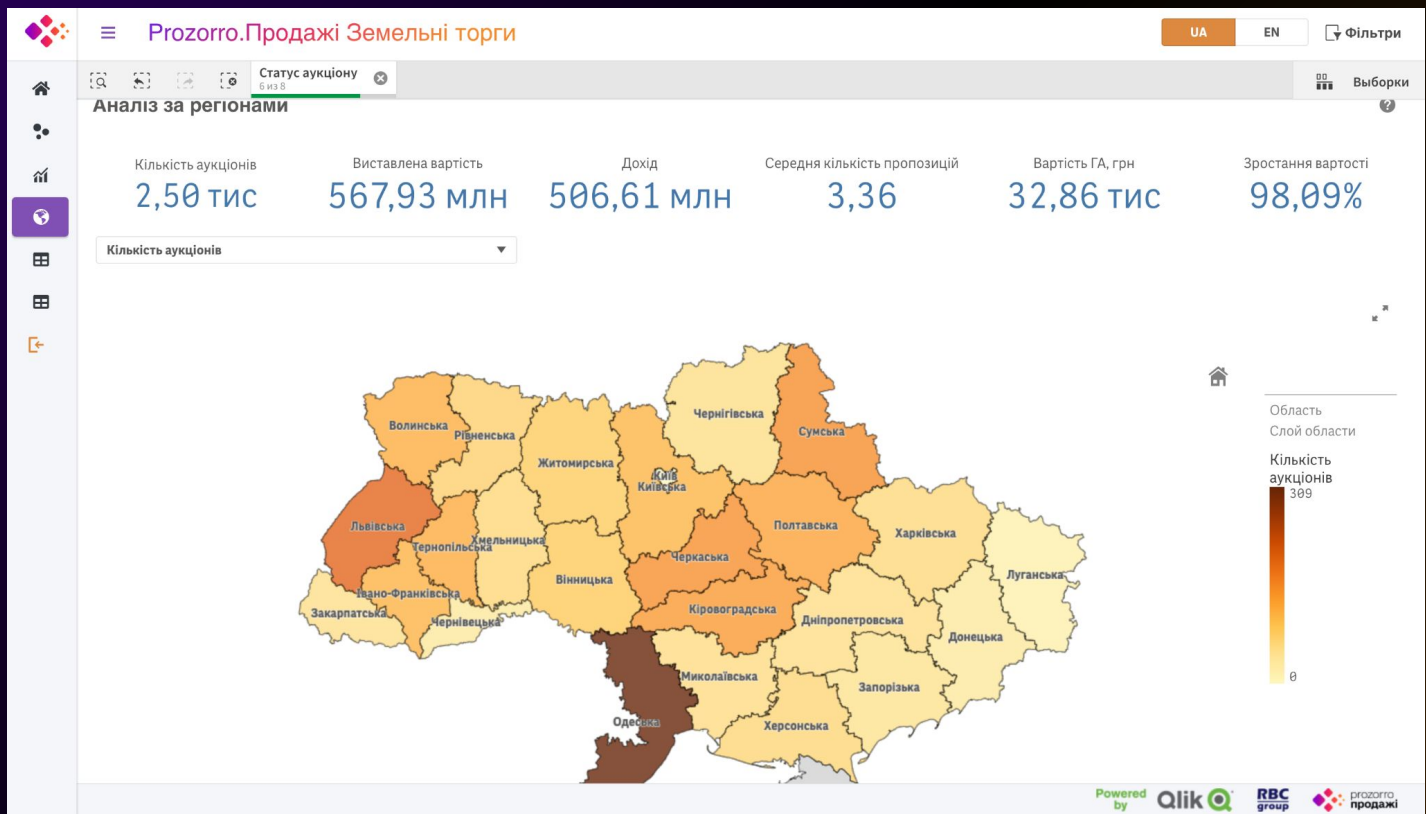 Prozorro.Продажі Земельні торги
UA
EN
Фільтри
Статус аукціону
6 из 8
Выборки
Аналіз за регіонами
?
Кількість аукціонів
2,50 тис
Виставлена вартість
567,93 млн
Дохід
506,61 млн
Середня кількість пропозицій
3,36
Вартість ГА, грн
32,86 тис
Зростання вартості
98,09%
Кількість аукціонів
Область
Слой области
Кількість
аукціонів
309
0
Чернігівська
Волинська
Рівненська
Сумська
Житомирська
Київ
Київська
Львівська
Тернопільська
Хмельницька
Полтавська
Харківська
Черкаська
Вінницька
Луганська
Івано-Франківська
Закарпатська
Чернівецька
Кіровоградська
Дніпропетровська
Донецька
Миколаївська
Запорізька
Одеська
Херсонська
Powered
by
Qlik
RBC
group
prozorro
продажі